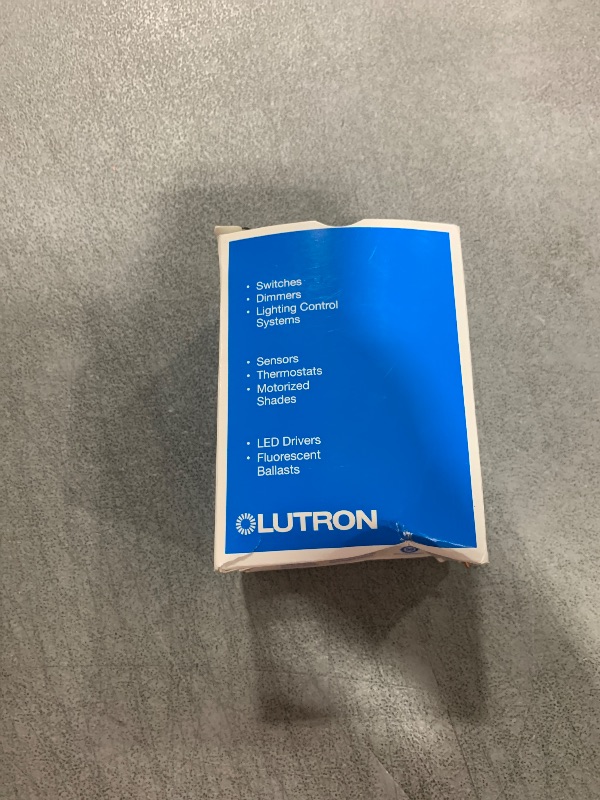 • Switches
• Dimmers
• Lighting Control
Systems
• Sensors
• Thermostats
• Motorized
Shades
• LED Drivers
• Fluorescent
Ballasts
LUTRON